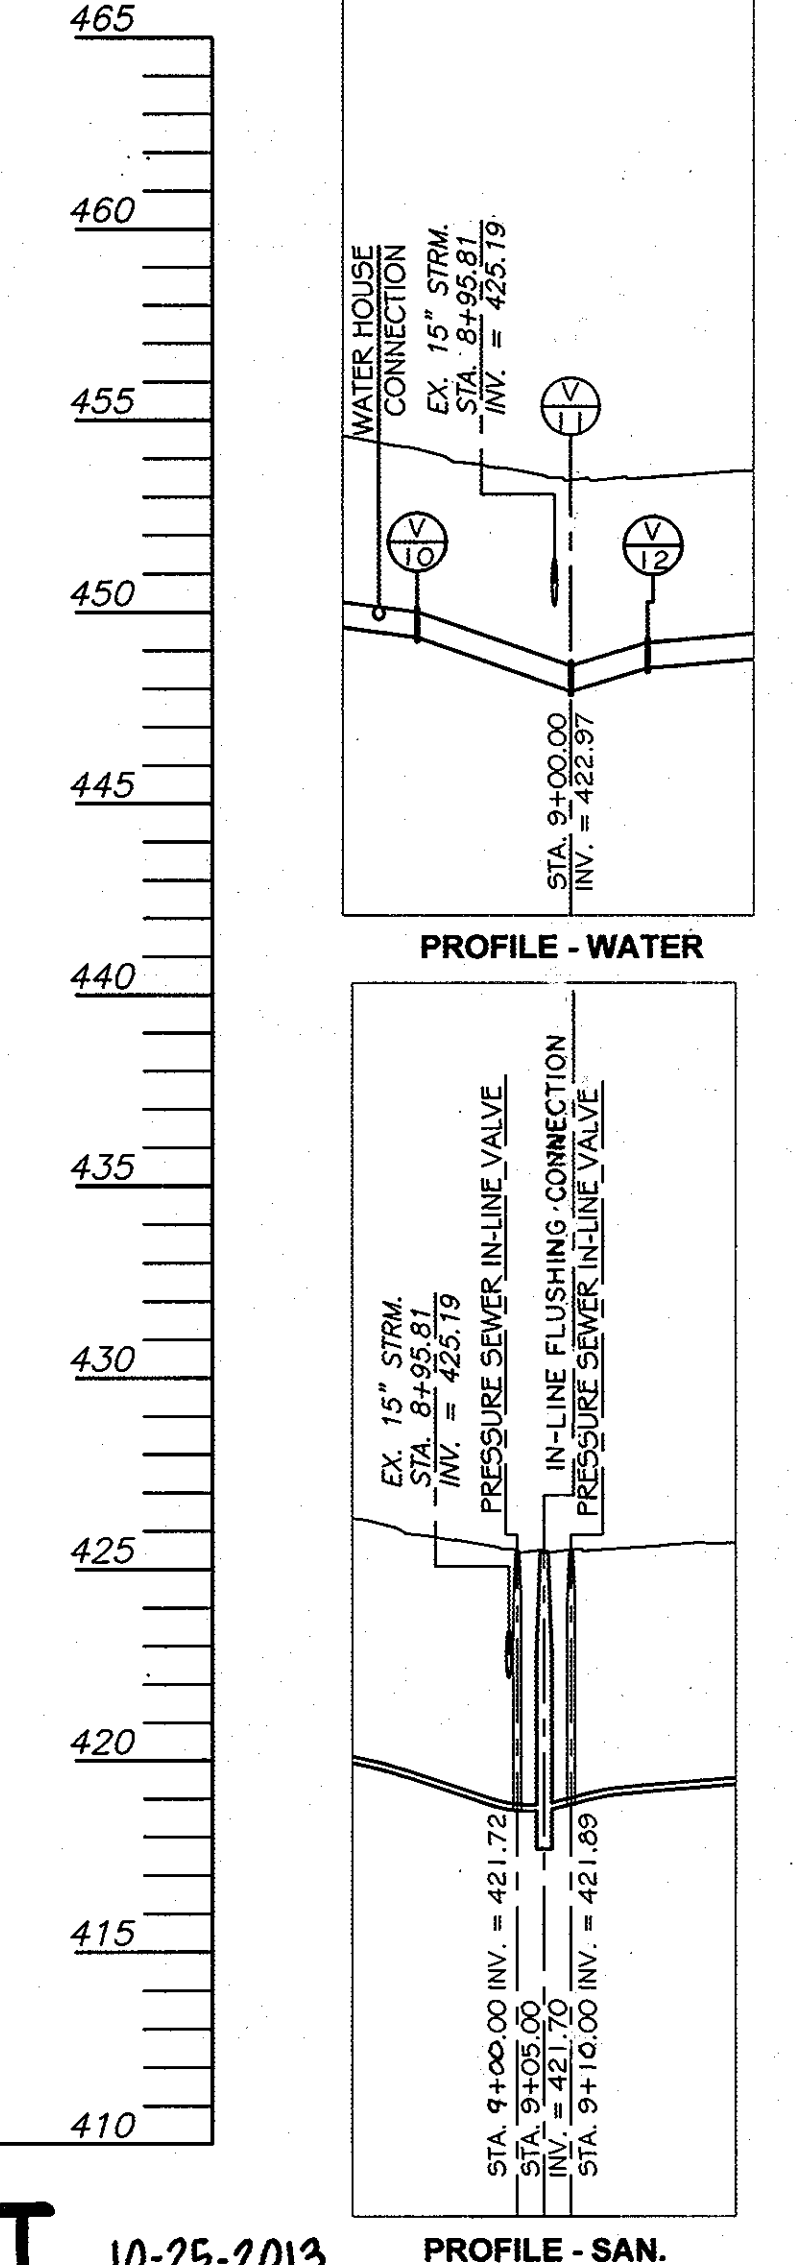 465
460
455
450
445
440
435
430
425
420
415
410
WATER HOUSE
CONNECTION
EX. 15" STRM.
STA. 8+95.81
INV. = 425.19
V
11
V
10
V
12
STA. 9+00.00
INV. = 422.97
PROFILE - WATER
EX. 15" STRM.
STA. 8+95.81
INV. = 425.19
PRESSURE SEWER IN-LINE VALVE
IN-LINE FLUSHING CONNECTION
PRESSURE SEWER IN-LINE VALVE
STA. 9+00.00 INV. = 421.72
STA. 9+05.00
INV. = 421.70
STA. 9+10.00 INV. = 421.89
T
10-25-2013
PROFILE - SAN.